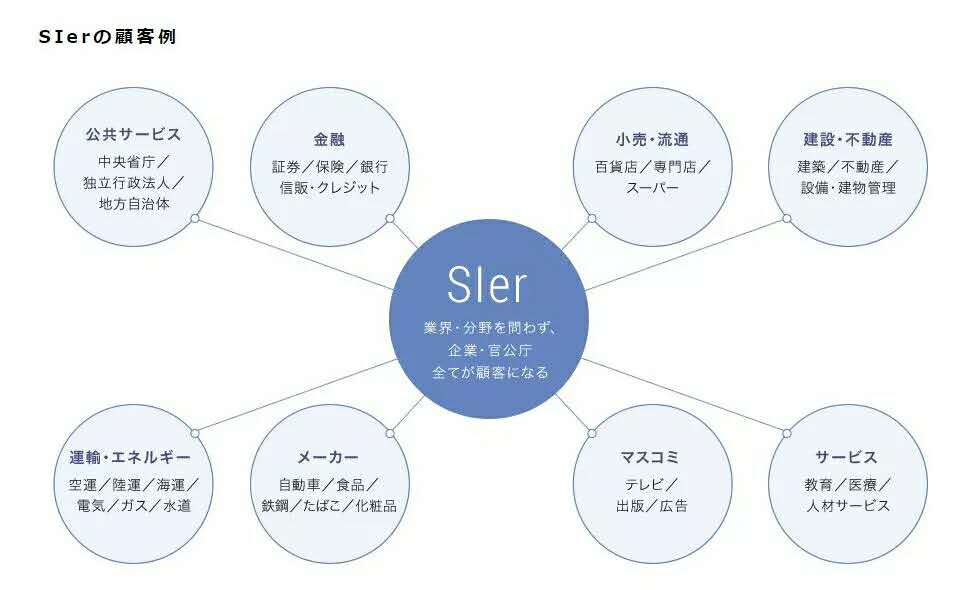 SIerの顧客例
公共サービス
中央省庁／
独立行政法人／
地方自治体
金融
証券／保険／銀行
信販・クレジット
小売・流通
百貨店／専門店／
スーパー
建設・不動産
建築／不動産／
設備・建物管理
SIer
業界・分野を問わず、
企業・官公庁
全てが顧客になる
運輸・エネルギー
空運／陸運／海運／
電気／ガス／水道
メーカー
自動車／食品／
鉄鋼／たばこ／化粧品
マスコミ
テレビ／
出版／広告
サービス
教育／医療／
人材サービス